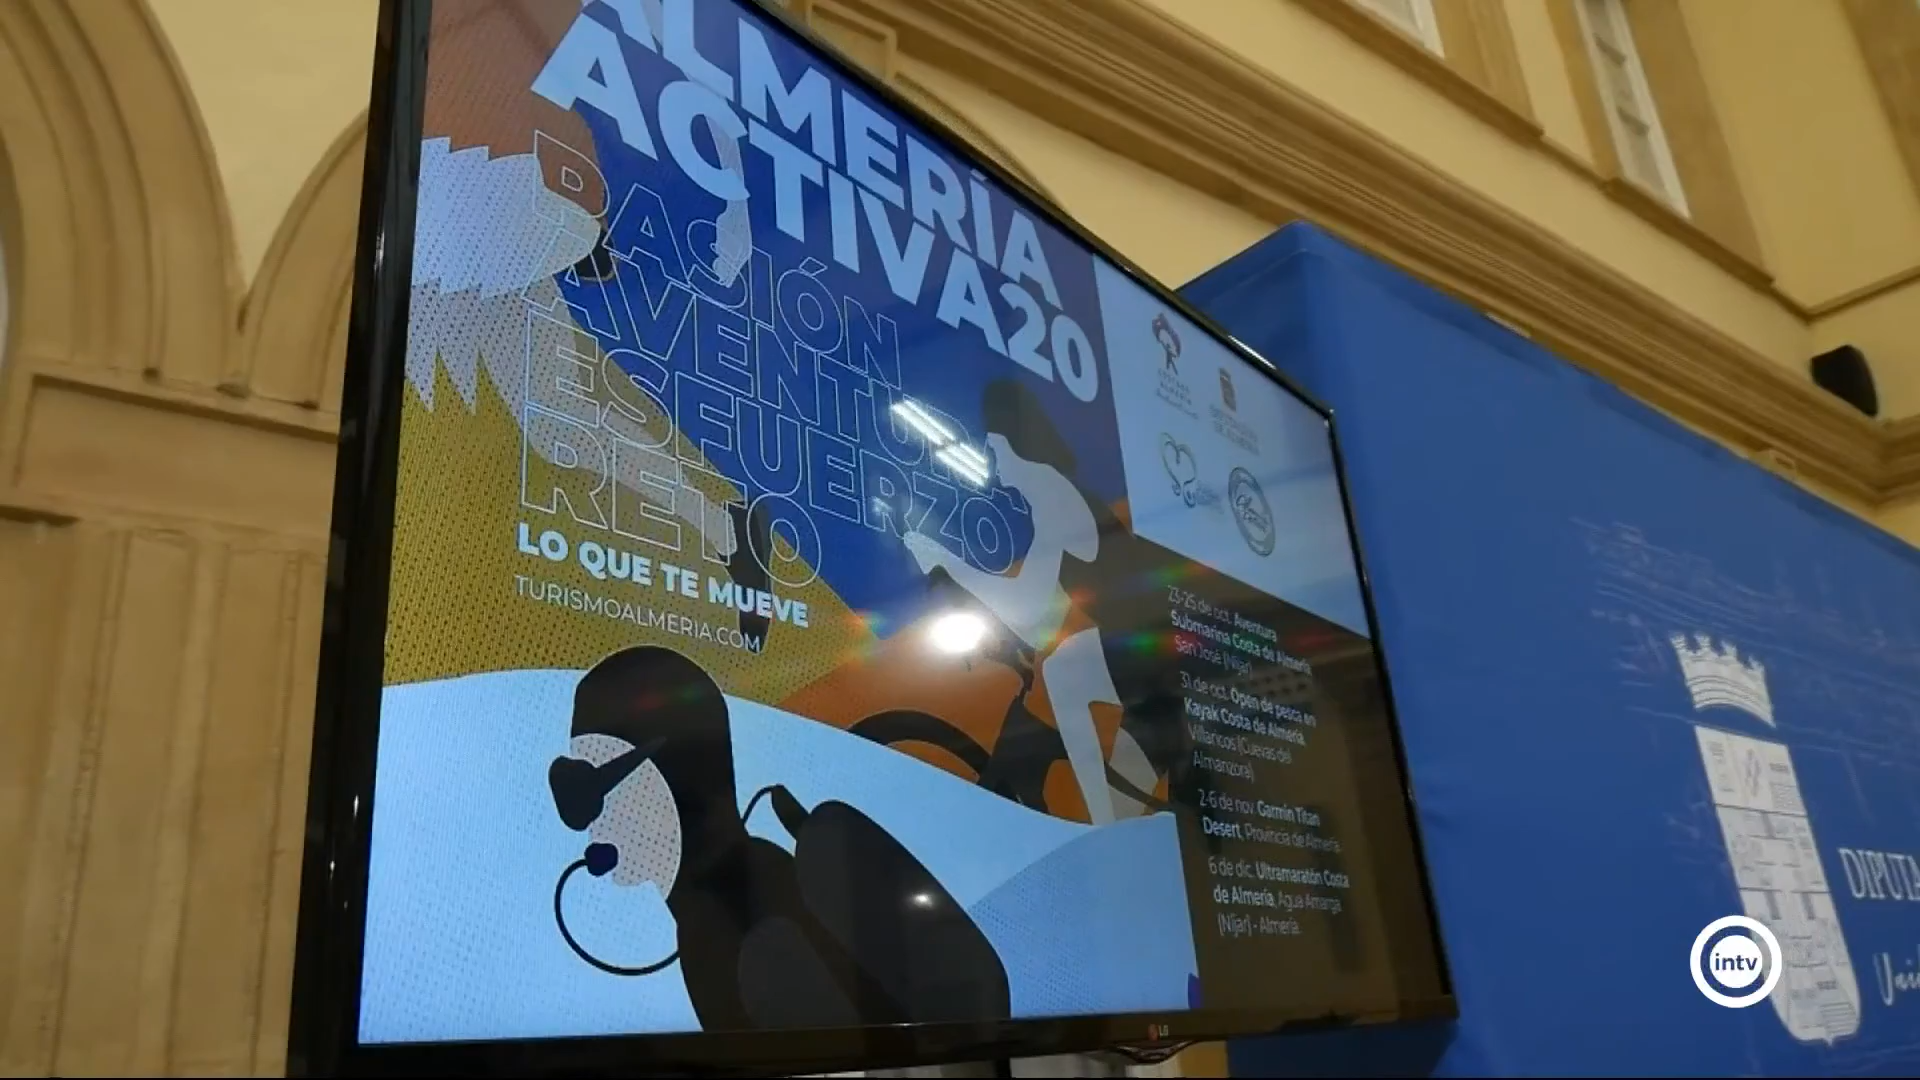 ALMERÍA
ACTIVA20
PASIÓN
AVENTURA
ESFUERZO
RETO
LO QUE TE MUEVE
TURISMOALMERIA.COM
23-25 de oct. Aventura
Submarina Costa de Almería
San José (Níjar)
31 de oct. Open de pesca en
Kayak Costa de Almería,
Villaricos (Cuevas del
Almanzora)
2-6 de nov. Garmin Titan
Desert, Provincia de Almería
6 de dic. Ultramaratón Costa
de Almería, Agua Amarga
(Níjar) - Almería
LG
DIPUTA
intv